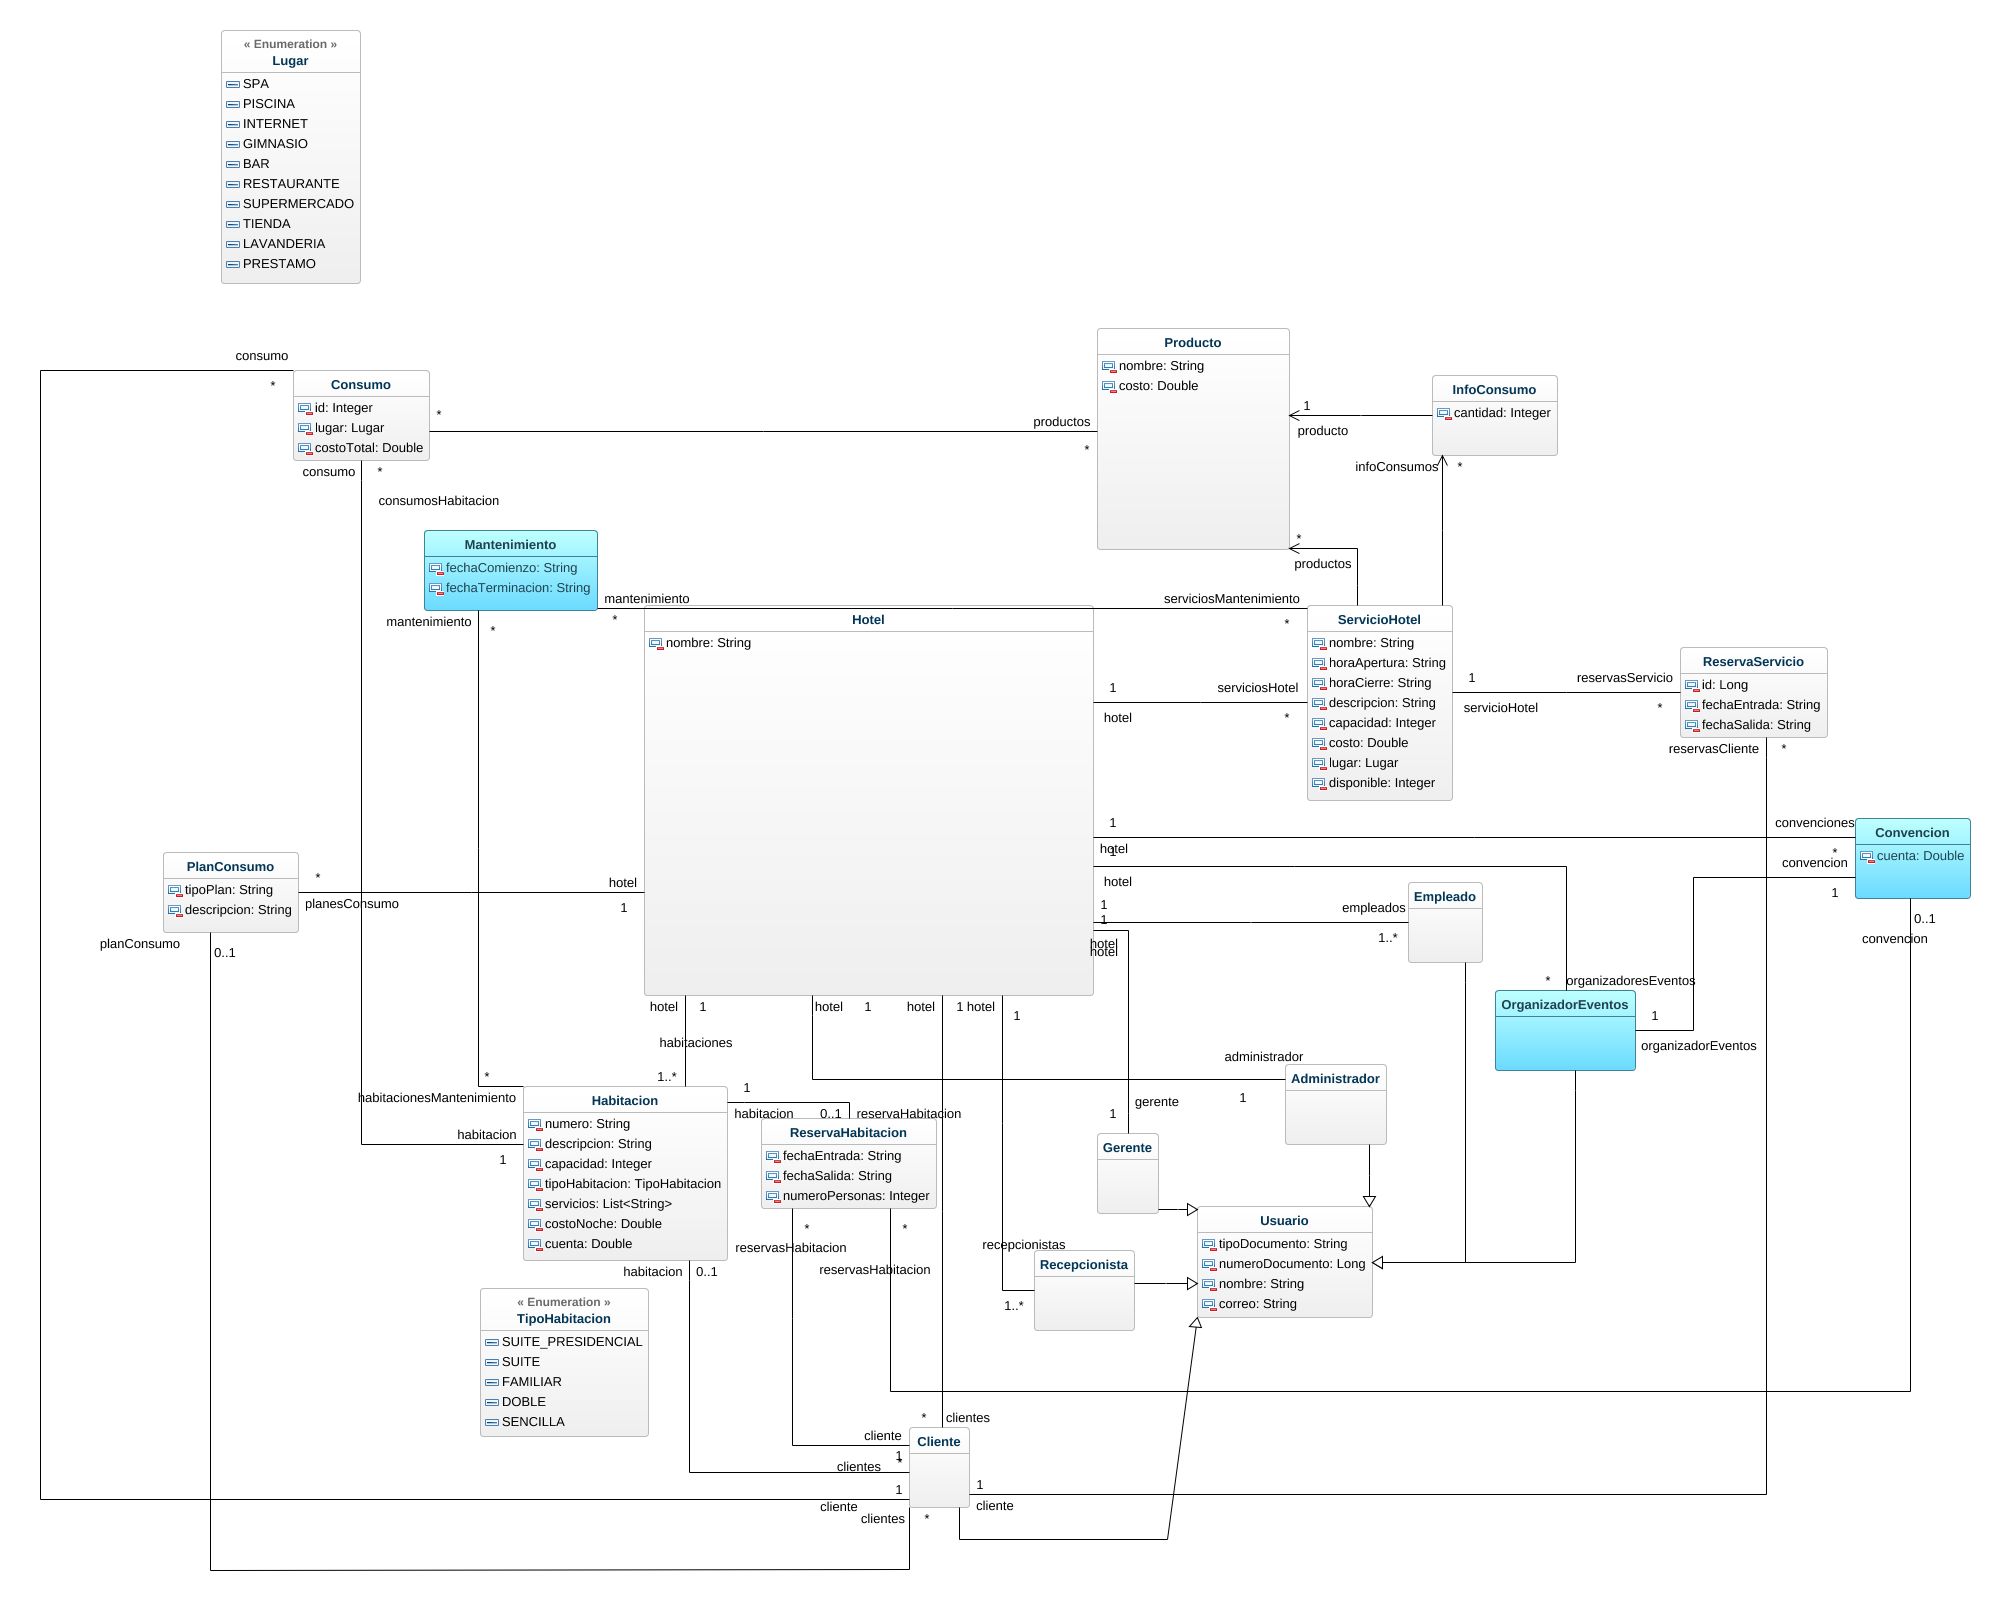 « Enumeration »
Lugar
SPA
PISCINA
INTERNET
GIMNASIO
BAR
RESTAURANTE
SUPERMERCADO
TIENDA
LAVANDERIA
PRESTAMO
consumo
*
Consumo
id: Integer
lugar: Lugar
costoTotal: Double
*
productos
*
consumo
*
consumosHabitacion
Producto
nombre: String
costo: Double
1
producto
InfoConsumo
cantidad: Integer
infoConsumos
*
*
productos
Mantenimiento
fechaComienzo: String
fechaTerminacion: String
mantenimiento
*
mantenimiento
*
serviciosMantenimiento
*
Hotel
nombre: String
ServicioHotel
nombre: String
horaApertura: String
horaCierre: String
descripcion: String
capacidad: Integer
costo: Double
lugar: Lugar
disponible: Integer
1
serviciosHotel
hotel
*
1
reservasServicio
servicioHotel
*
ReservaServicio
id: Long
fechaEntrada: String
fechaSalida: String
reservasCliente
*
1
convenciones
hotel
*
1
hotel
Convencion
cuenta: Double
convencion
1
0..1
convencion
PlanConsumo
tipoPlan: String
descripcion: String
*
planesConsumo
hotel
1
planConsumo
0..1
1
1
empleados
1..*
hotel
hotel
Empleado
*
organizadoresEventos
OrganizadorEventos
1
organizadorEventos
hotel
1
hotel
1
hotel
1
hotel
1
habitaciones
1..*
*
habitacionesMantenimiento
habitacion
1
Habitacion
numero: String
descripcion: String
capacidad: Integer
tipoHabitacion: TipoHabitacion
servicios: List<String>
costoNoche: Double
cuenta: Double
1
habitacion
0..1
reservaHabitacion
ReservaHabitacion
fechaEntrada: String
fechaSalida: String
numeroPersonas: Integer
*
reservasHabitacion
*
reservasHabitacion
administrador
1
Administrador
gerente
1
Gerente
Usuario
tipoDocumento: String
numeroDocumento: Long
nombre: String
correo: String
recepcionistas
1..*
Recepcionista
habitacion
0..1
« Enumeration »
TipoHabitacion
SUITE_PRESIDENCIAL
SUITE
FAMILIAR
DOBLE
SENCILLA
*
clientes
cliente
1
Cliente
clientes
*
1
cliente
1
cliente
clientes
*